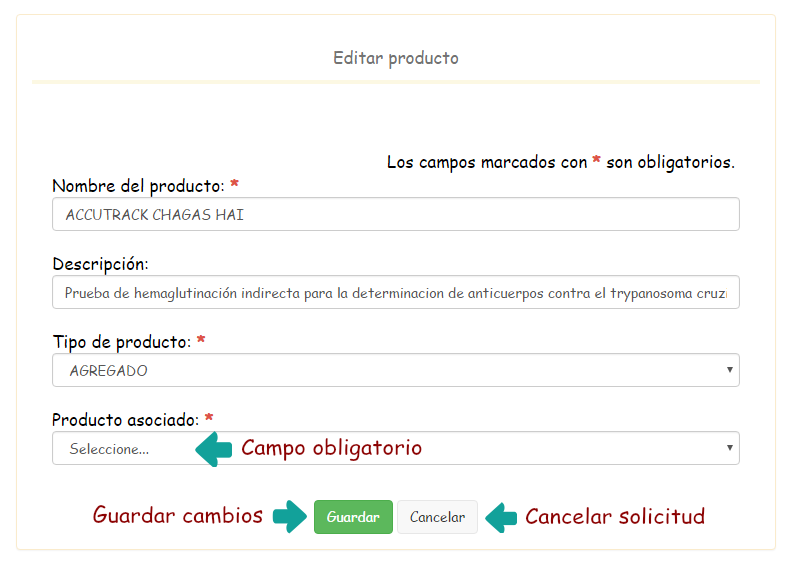 Editar producto
Los campos marcados con * son obligatorios.
Nombre del producto: *
ACCUTRACK CHAGAS HAI
Descripción:
Prueba de hemaglutinación indirecta para la determinacion de anticuerpos contra el trypanosoma cruzi
Tipo de producto: *
AGREGADO
Producto asociado: *
Seleccione... Campo obligatorio
Guardar cambios Guardar Cancelar Cancelar solicitud